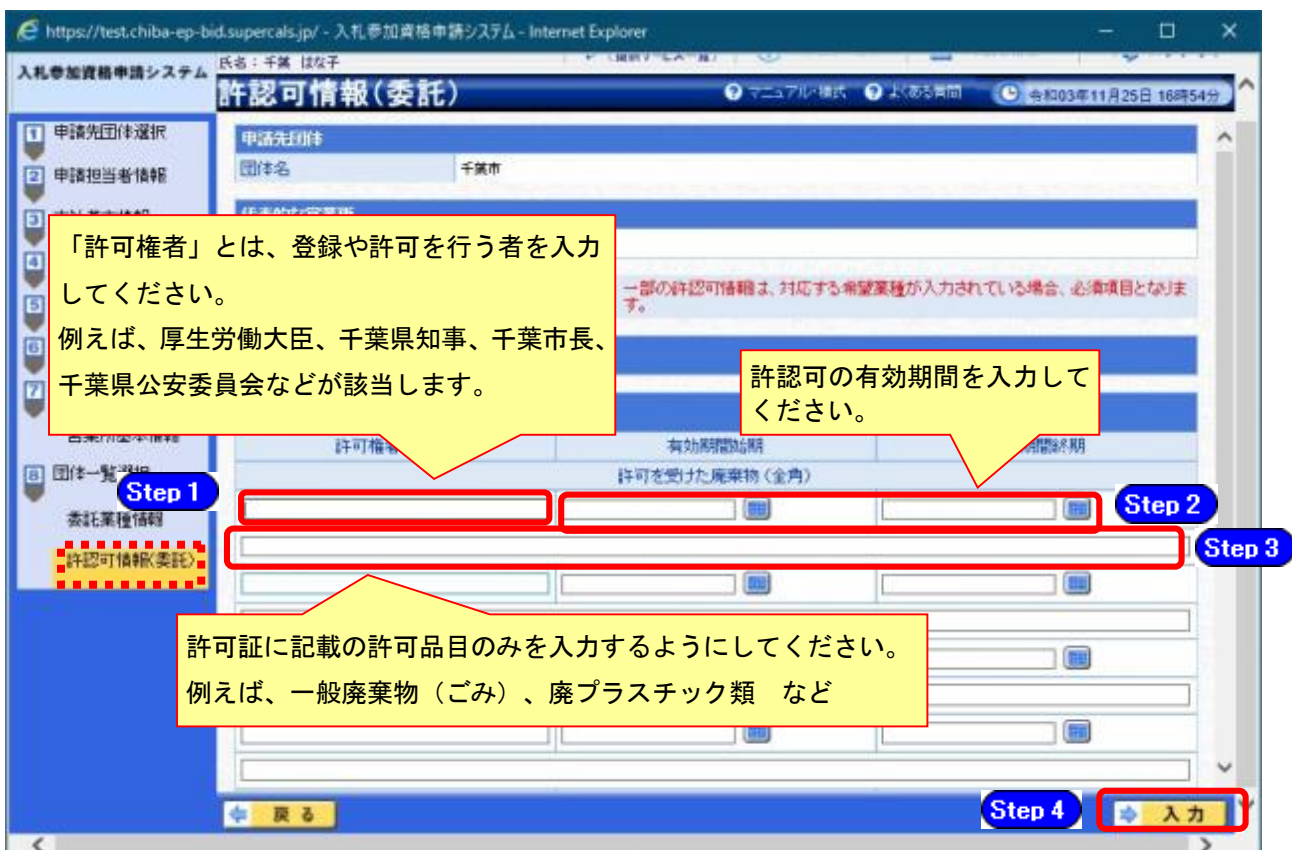 https://test.chiba-ep-bid.supercals.jp/ - 入札参加資格申請システム - Internet Explorer
入札参加資格申請システム
氏名：千葉 はな子
許認可情報(委託)
マニュアル・様式
よくある質問
令和03年11月25日 16時54分
1 申請先団体選択
2 申請担当者情報
3
4
5
6
7
8 団体一覧選択
委託業種情報
許認可情報(委託)
申請先団体
団体名
千葉市
「許可権者」とは、登録や許可を行う者を入力
してください。
例えば、厚生労働大臣、千葉県知事、千葉市長、
千葉県公安委員会などが該当します。
一部の許認可情報は、対応する希望業種が入力されている場合、必須項目となりま
す。
許認可の有効期間を入力して
ください。
許可権者
有効期間始期
期間終期
許可を受けた廃棄物（全角）
Step 1
Step 2
Step 3
許可証に記載の許可品目のみを入力するようにしてください。
例えば、一般廃棄物（ごみ）、廃プラスチック類　など
戻る
Step 4
入力